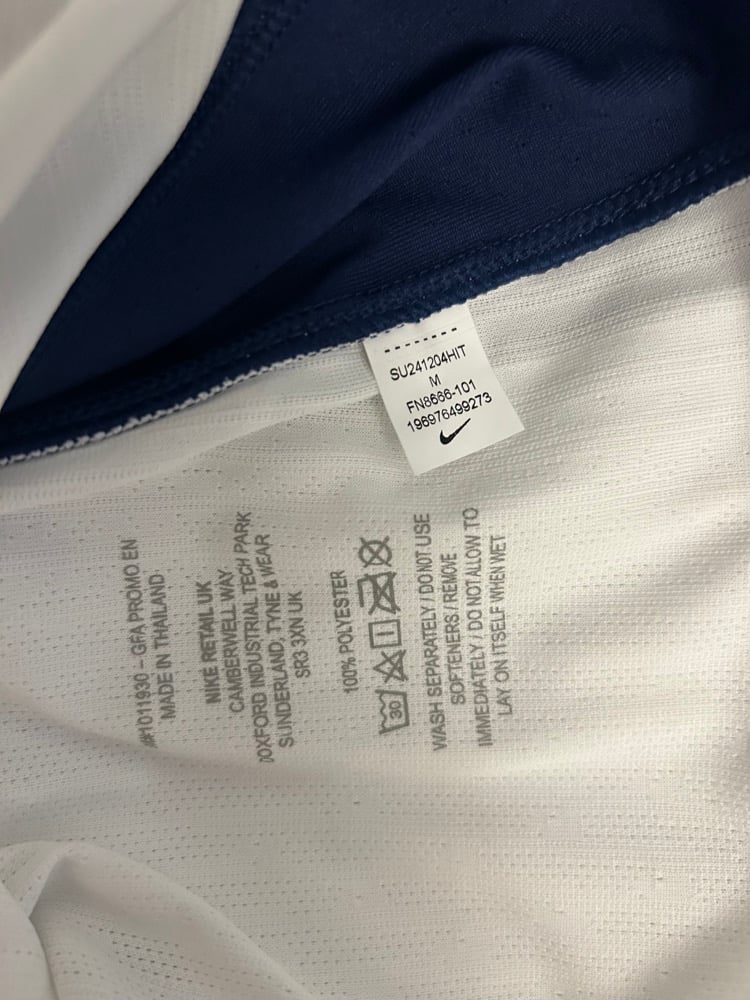 SU241204HIT
M
FN8666-101
196976499273
#1011930 – GFA PROMO EN
MADE IN THAILAND
NIKE RETAIL UK
CAMBERWELL WAY
DOXFORD INDUSTRIAL TECH PARK
SUNDERLAND, TYNE & WEAR
SR3 3XN UK
100% POLYESTER
30
WASH SEPARATELY / DO NOT USE
SOFTENERS / REMOVE
IMMEDIATELY / DO NOT ALLOW TO
LAY ON ITSELF WHEN WET